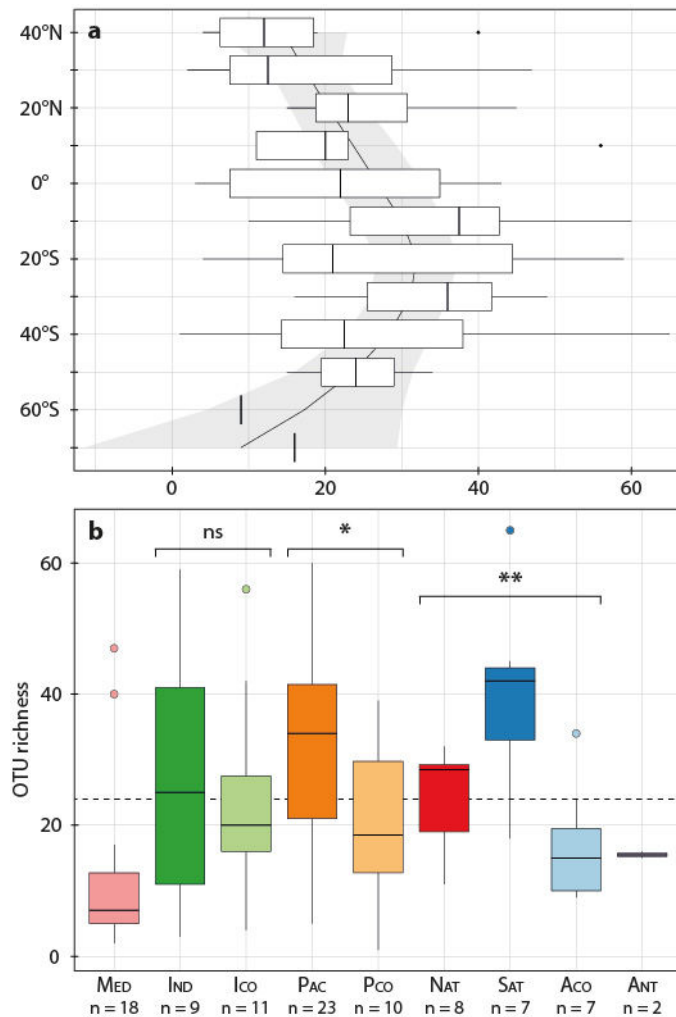 a
40°N
20°N
0°
20°S
40°S
60°S
0 20 40 60
b
ns * **
60
40
20
0
OTU richness
MED IND ICO PAC PCO NAT SAT ACO ANT
n = 18 n = 9 n = 11 n = 23 n = 10 n = 8 n = 7 n = 7 n = 2